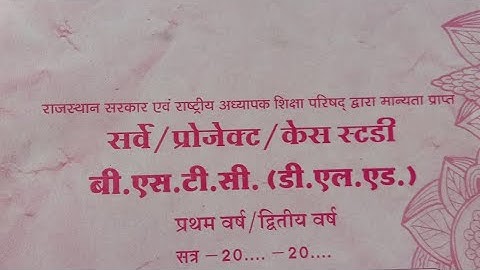 राजस्थान सरकार एवं राष्ट्रीय अध्यापक शिक्षा परिषद् द्वारा मान्यता प्राप्त
सर्वे/प्रोजेक्ट/केस स्टडी
बी.एस.टी.सी. (डी.एल.एड.)
प्रथम वर्ष/द्वितीय वर्ष
सत्र -20.... -20....